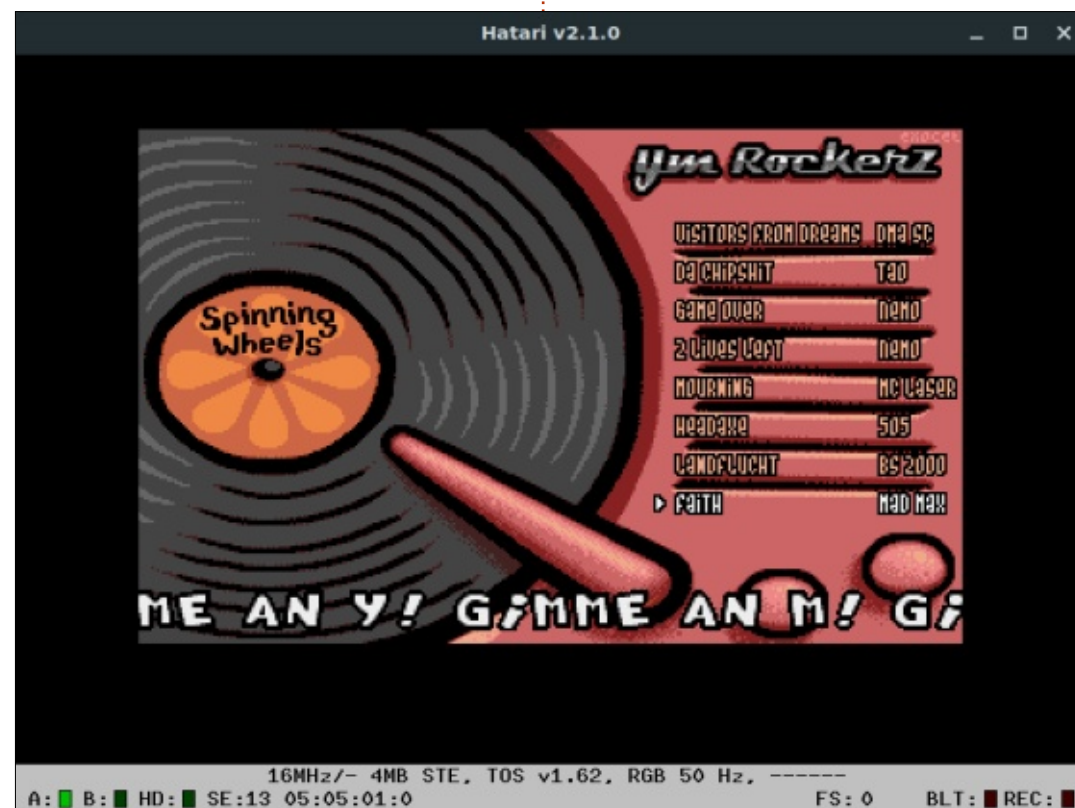 Hatari v2.1.0
exocet
Ym Rockerz
Visitors from Dreams DMA SC
Da Chipshit Tao
Game Over Nemo
2 Lives Left Nemo
Mourning MC Laser
Headaxe 505
Landflucht BS 2000
Faith Mad Max
Spinning Wheels
ME AN Y! GIMME AN M! GI
16MHz/- 4MB STE, TOS v1.62, RGB 50 Hz, ------
A: B: HD: SE:13 05:05:01:0 FS: 0 BLT: REC: